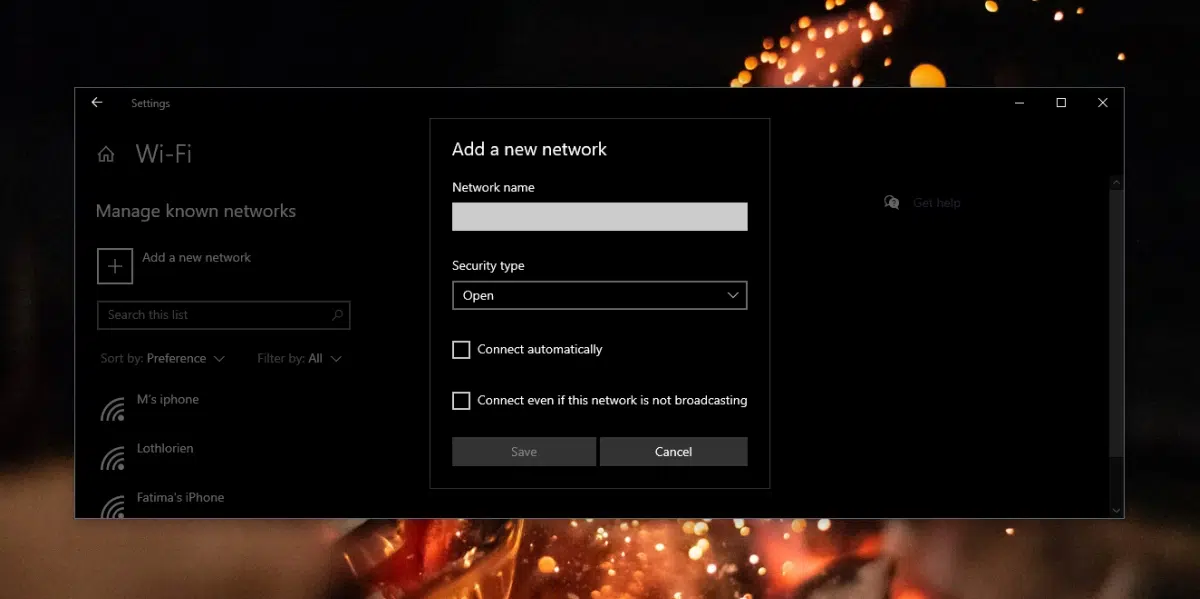 Settings
Wi-Fi
Manage known networks
Add a new network
Search this list
Sort by: Preference
Filter by: All
M's iphone
Lothlorien
Fatima's iPhone
Add a new network
Network name
Security type
Open
Connect automatically
Connect even if this network is not broadcasting
Save
Cancel
Get help